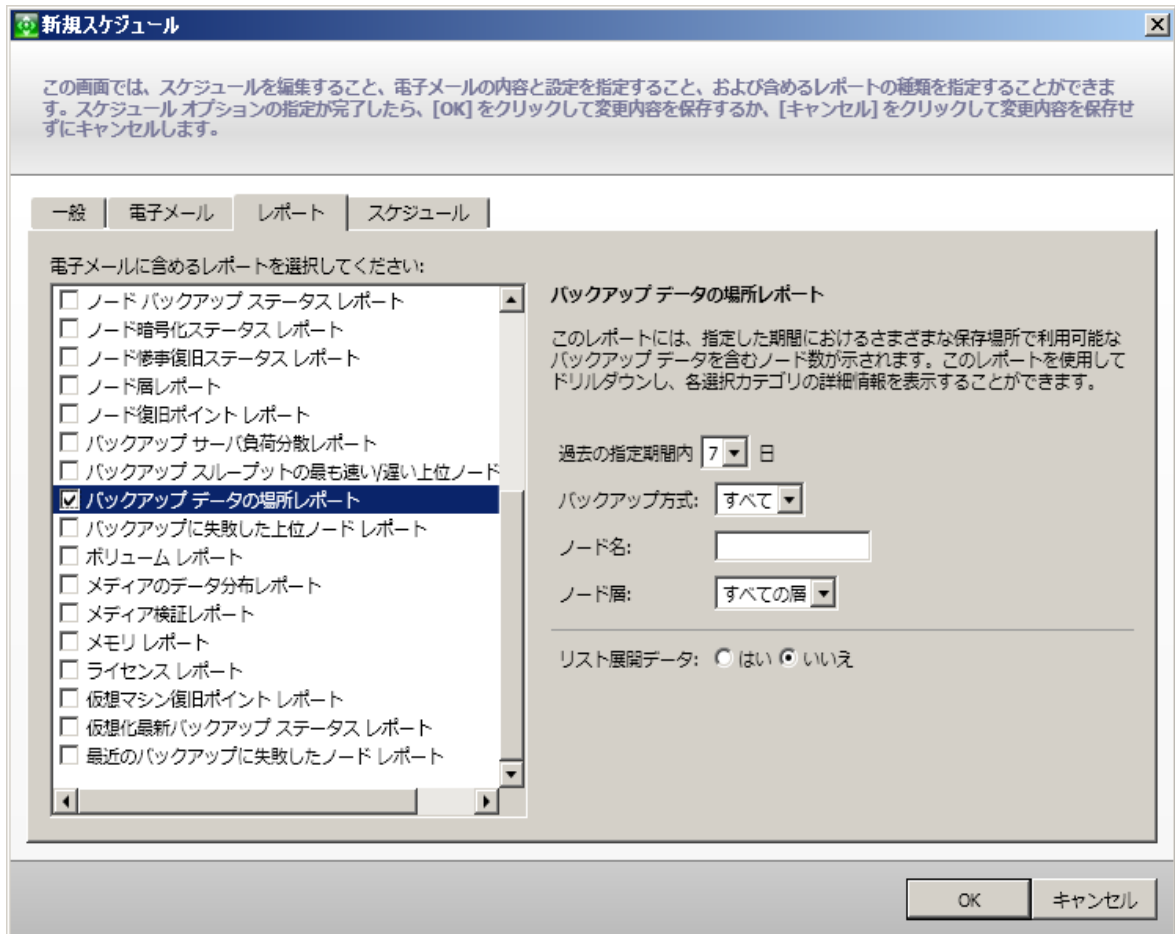 新規スケジュール
この画面では、スケジュールを編集すること、電子メールの内容と設定を指定すること、および含めるレポートの種類を指定することができま
す。スケジュール オプションの指定が完了したら、[OK] をクリックして変更内容を保存するか、[キャンセル] をクリックして変更内容を保存せ
ずにキャンセルします。
一般
電子メール
レポート
スケジュール
電子メールに含めるレポートを選択してください:
ノード バックアップ ステータス レポート
ノード暗号化ステータス レポート
ノード惨事復旧ステータス レポート
ノード層レポート
ノード復旧ポイント レポート
バックアップ サーバ負荷分散レポート
バックアップ スループットの最も速い/遅い上位ノード
バックアップ データの場所レポート
バックアップに失敗した上位ノード レポート
ボリューム レポート
メディアのデータ分布レポート
メディア検証レポート
メモリ レポート
ライセンス レポート
仮想マシン復旧ポイント レポート
仮想化最新バックアップ ステータス レポート
最近のバックアップに失敗したノード レポート
バックアップ データの場所レポート
このレポートには、指定した期間におけるさまざまな保存場所で利用可能な
バックアップ データを含むノード数が示されます。このレポートを使用して
ドリルダウンし、各選択カテゴリの詳細情報を表示することができます。
過去の指定期間内 7 日
バックアップ方式: すべて
ノード名:
ノード層: すべての層
リスト展開データ: はい いいえ
OK
キャンセル